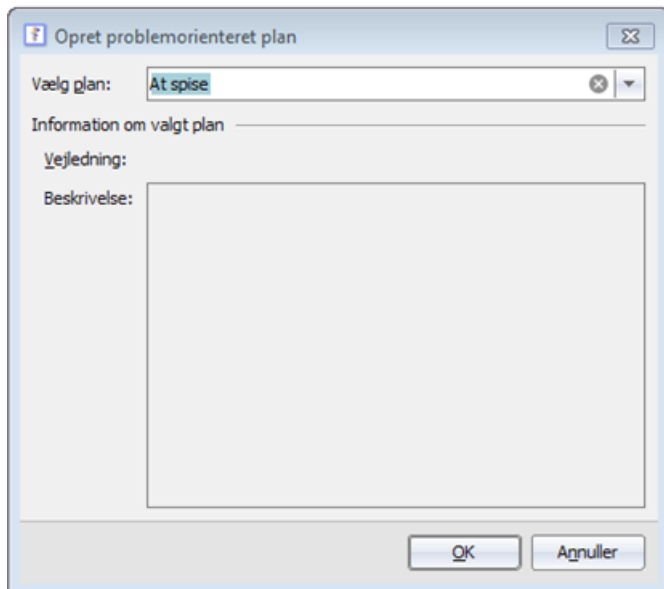 Opret problemorienteret plan
Vælg plan: At spise
Information om valgt plan
Vejledning:
Beskrivelse:
OK Annuller